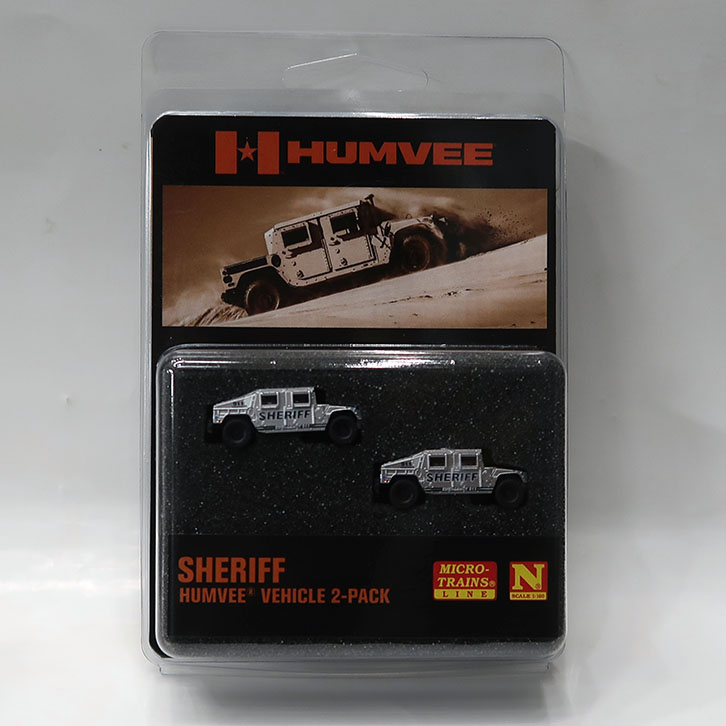 H HUMVEE
SHERIFF
SHERIFF
SHERIFF
HUMVEE® VEHICLE 2-PACK
MICRO-
TRAINS®
LINE
N®
SCALE 1:160